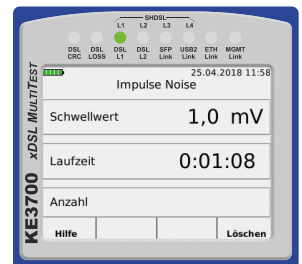 SHDSL
L1 L2 L3 L4
DSL CRC
DSL LOSS
DSL L1
DSL L2
SFP Link
USB2 Link
ETH Link
MGMT Link
KE3700 xDSL MULTITEST
25.04.2018 11:58
Impulse Noise
Schwellwert 1,0 mV
Laufzeit 0:01:08
Anzahl
Hilfe Löschen